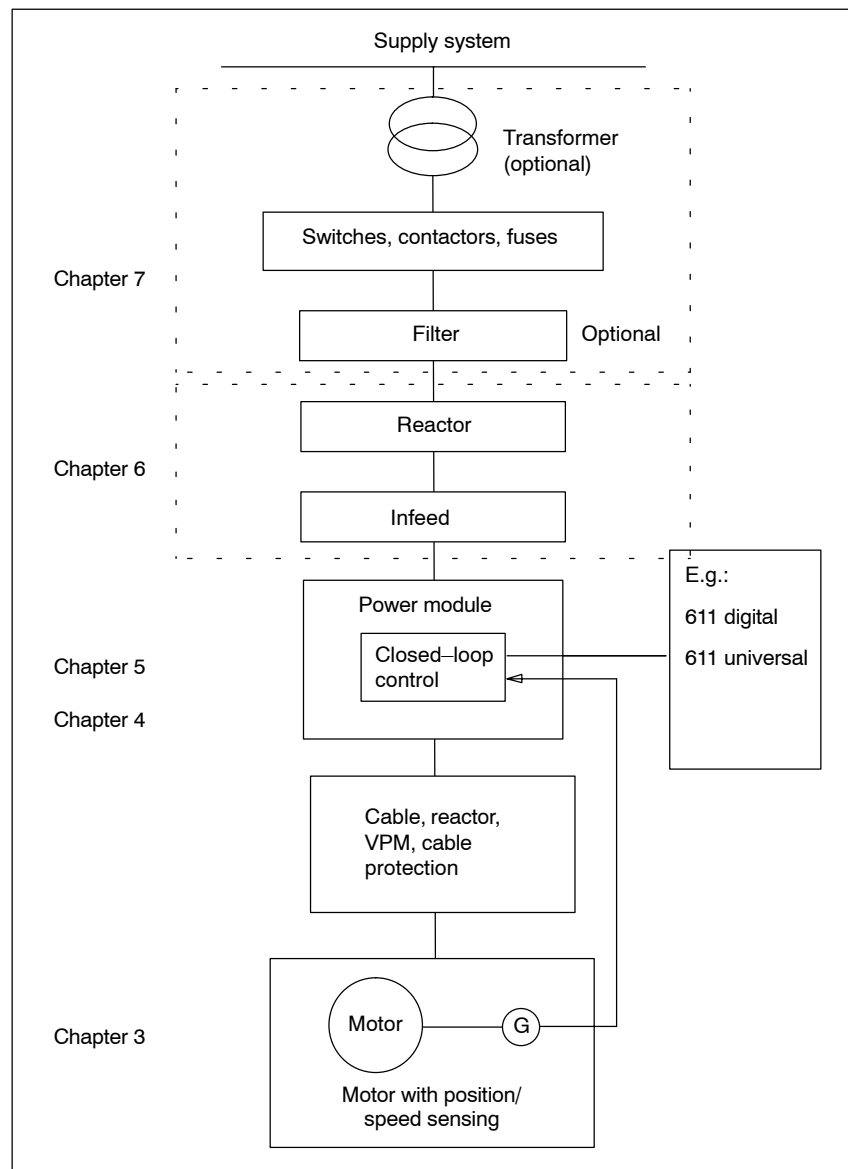 Supply system
Transformer
(optional)
Switches, contactors, fuses
Chapter 7
Filter
Optional
Reactor
Chapter 6
Infeed
E.g.:
611 digital
611 universal
Power module
Closed–loop
control
Chapter 5
Chapter 4
Cable, reactor,
VPM, cable
protection
Chapter 3
Motor
G
Motor with position/
speed sensing